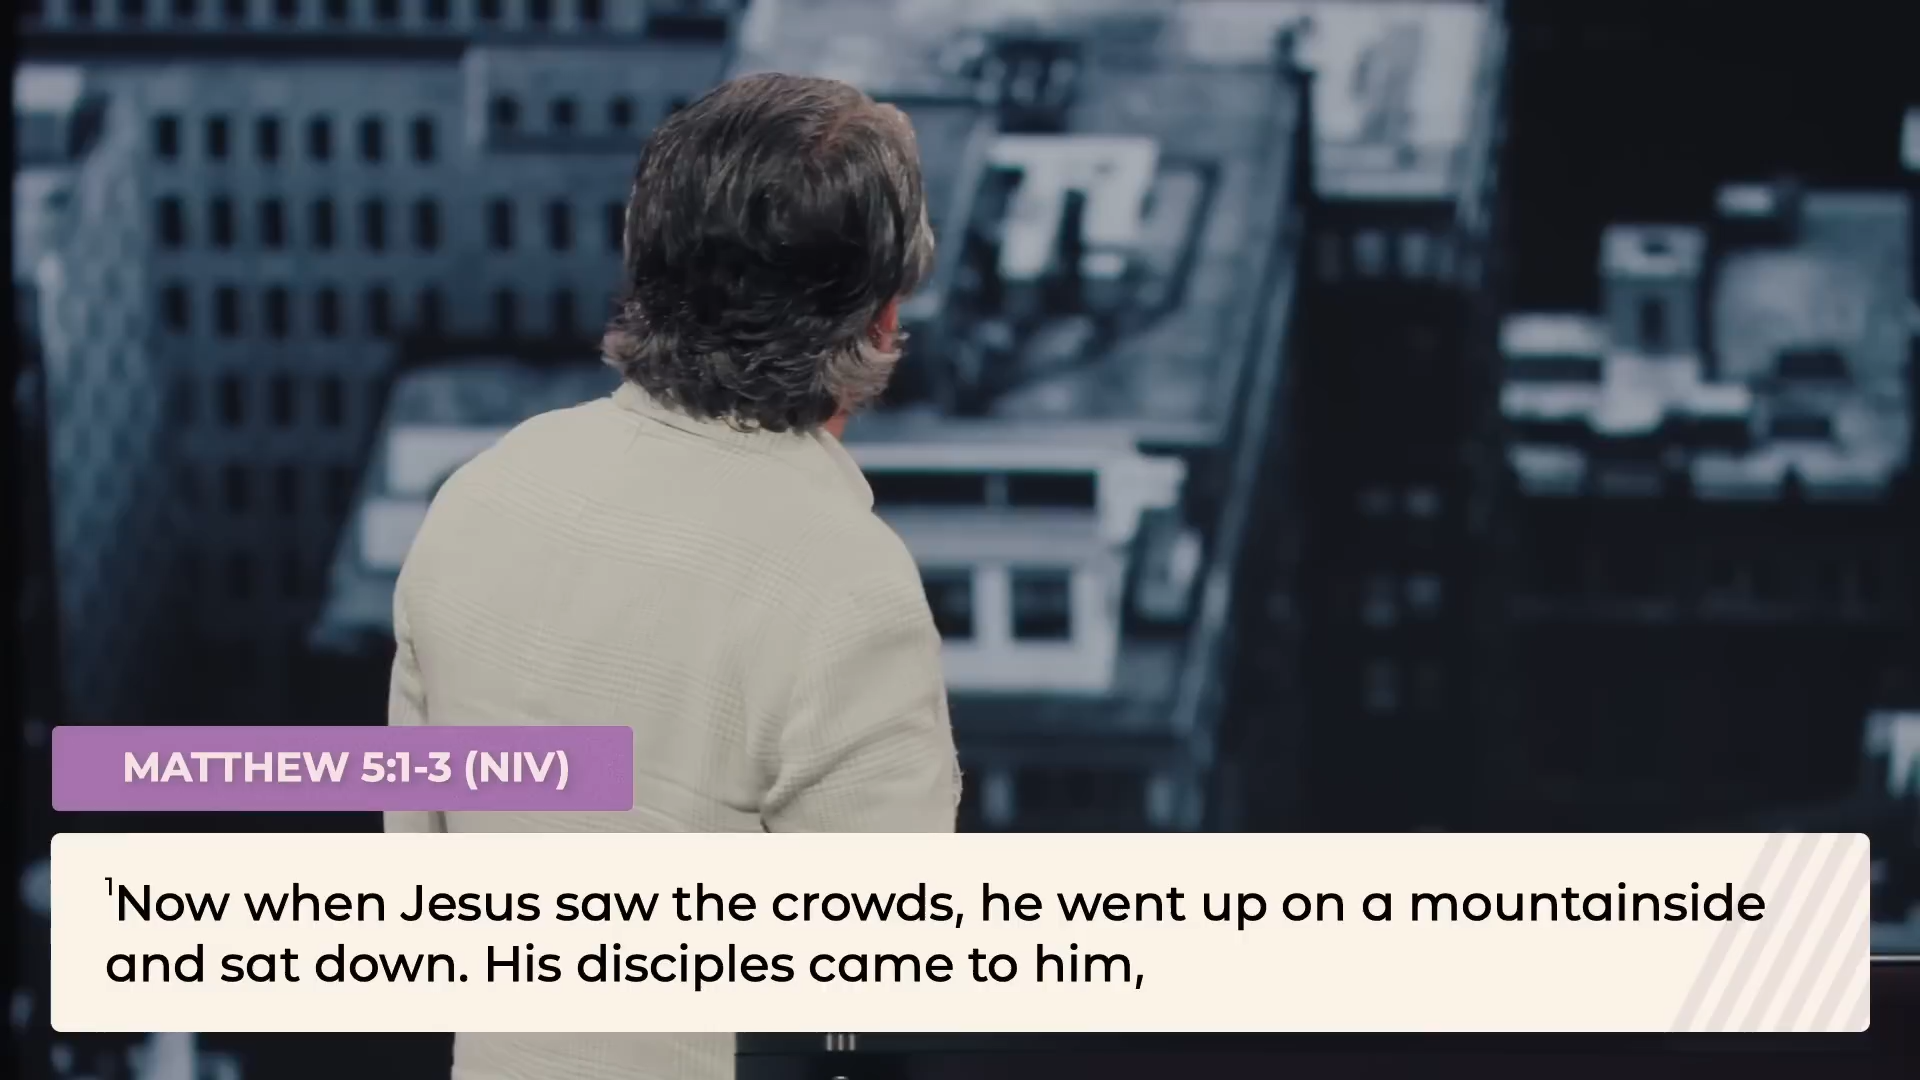 MATTHEW 5:1-3 (NIV)
¹Now when Jesus saw the crowds, he went up on a mountainside
and sat down. His disciples came to him,